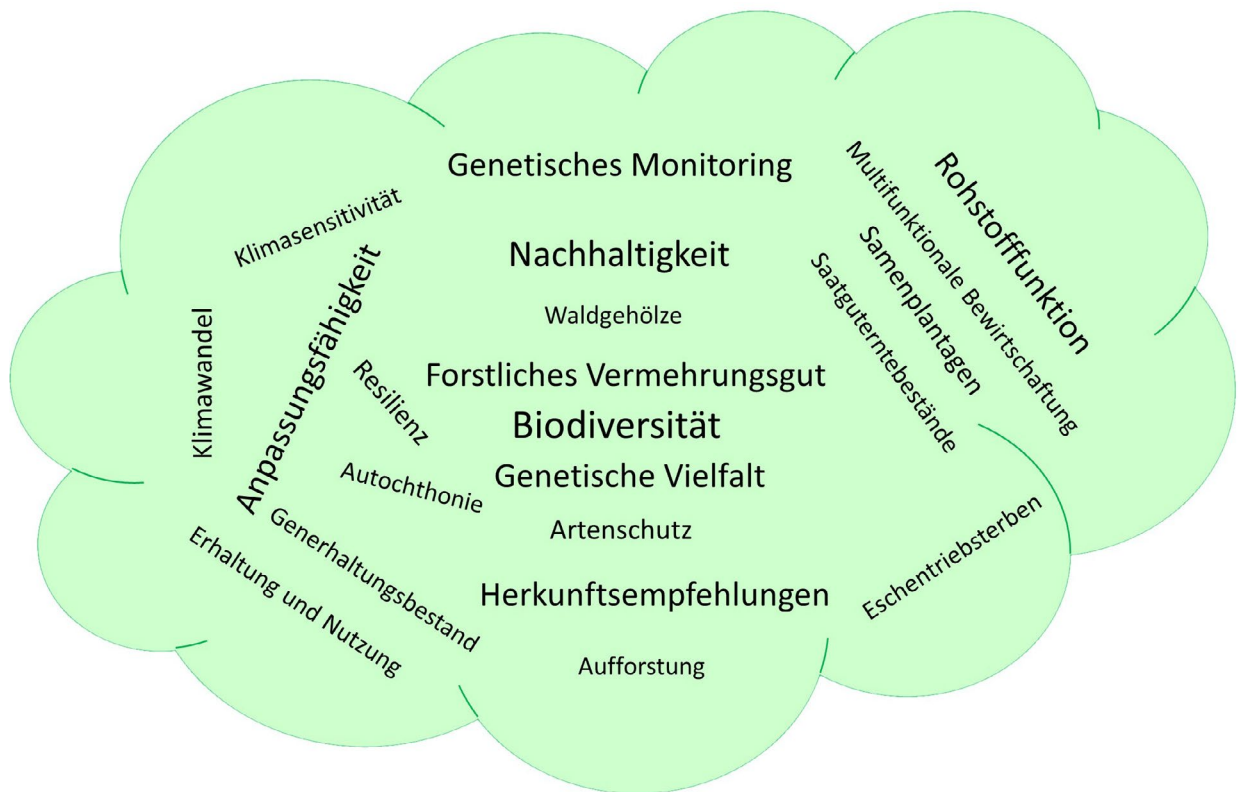 Genetisches Monitoring
Klimasensitivität
Multifunktionale Bewirtschaftung
Rohstofffunktion
Nachhaltigkeit
Samenplantagen
Saatguterntebestände
Anpassungsfähigkeit
Klimawandel
Waldgehölze
Resilienz
Forstliches Vermehrungsgut
Biodiversität
Autochthonie
Genetische Vielfalt
Artenschutz
Generhaltungsbestand
Erhaltung und Nutzung
Herkunftsempfehlungen
Eschentriebsterben
Aufforstung